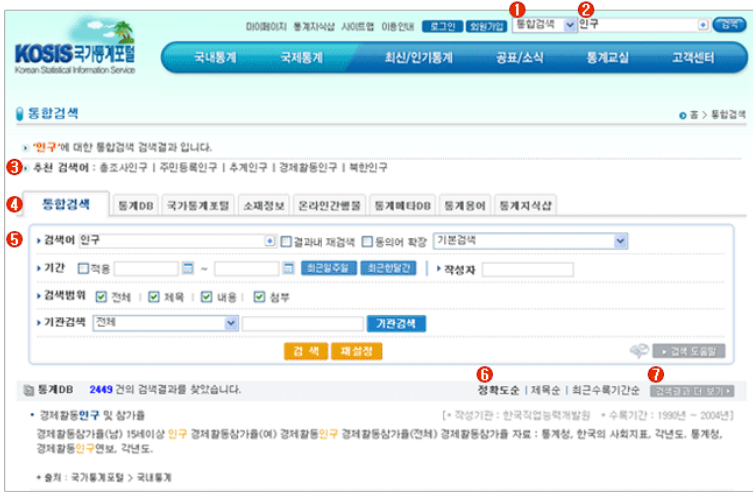 마이페이지 통계지식샵 사이트맵 이용안내 로그인 회원가입 1 통합검색 2 인구 검색
KOSIS 국가통계포털
Korean Statistical Information Service
국내통계 국제통계 최신/인기통계 공표/소식 통계교실 고객센터
통합검색
홈 > 통합검색
'인구'에 대한 통합검색 검색결과 입니다.
3 추천 검색어 : 총조사인구 | 주민등록인구 | 추계인구 | 경제활동인구 | 북한인구
4 통합검색 통계DB 국가통계포털 소재정보 온라인간행물 통계메타DB 통계용어 통계지식샵
5 검색어 인구 결과내 재검색 동의어 확장 기본검색
기간 적용 ~ 최근일주일 최근한달간 작성자
검색범위 전체 | 제목 | 내용 | 첨부
기관검색 전체 기관검색
검색 재설정
검색 도움말
6 7
통계DB 2449 건의 검색결과를 찾았습니다. 정확도순 | 제목순 | 최근수록기간순 검색결과 더 보기
• 경제활동인구 및 참가율 [* 작성기관 : 한국직업능력개발원 * 수록기간 : 1990년 ~ 2004년]
경제활동참가율(남) 15세이상 인구 경제활동참가율(여) 경제활동인구 경제활동참가율(전체) 경제활동참가율 자료 : 통계청, 한국의 사회지표, 각년도. 통계청,
경제활동인구연보, 각년도.
* 출처 : 국가통계포털 > 국내통계